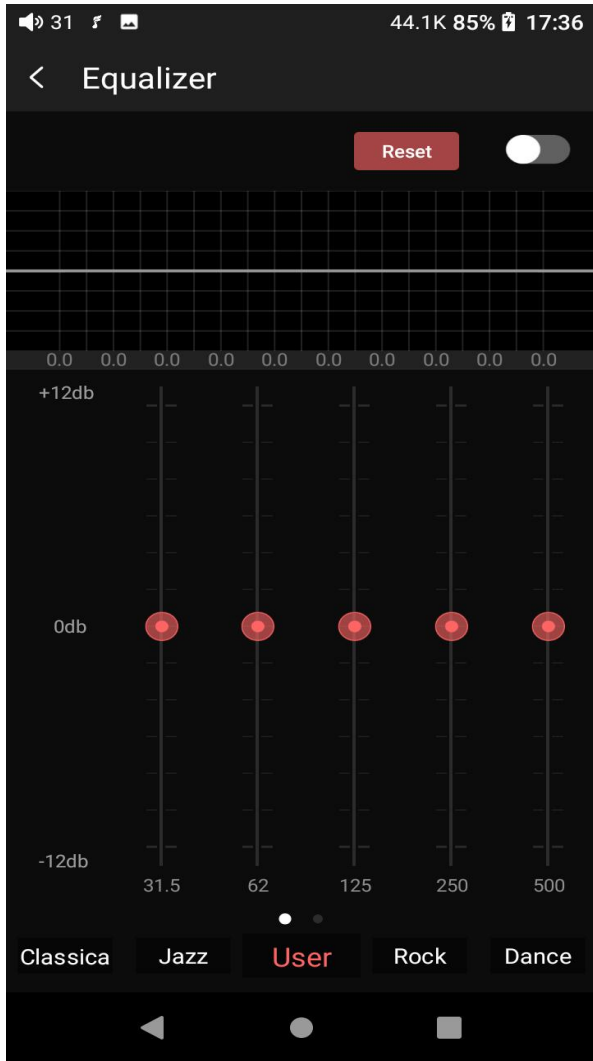 31 44.1K 85% 17:36
Equalizer
Reset
0.0 0.0 0.0 0.0 0.0 0.0 0.0 0.0 0.0 0.0
+12db
0db
-12db
31.5 62 125 250 500
Classica Jazz User Rock Dance